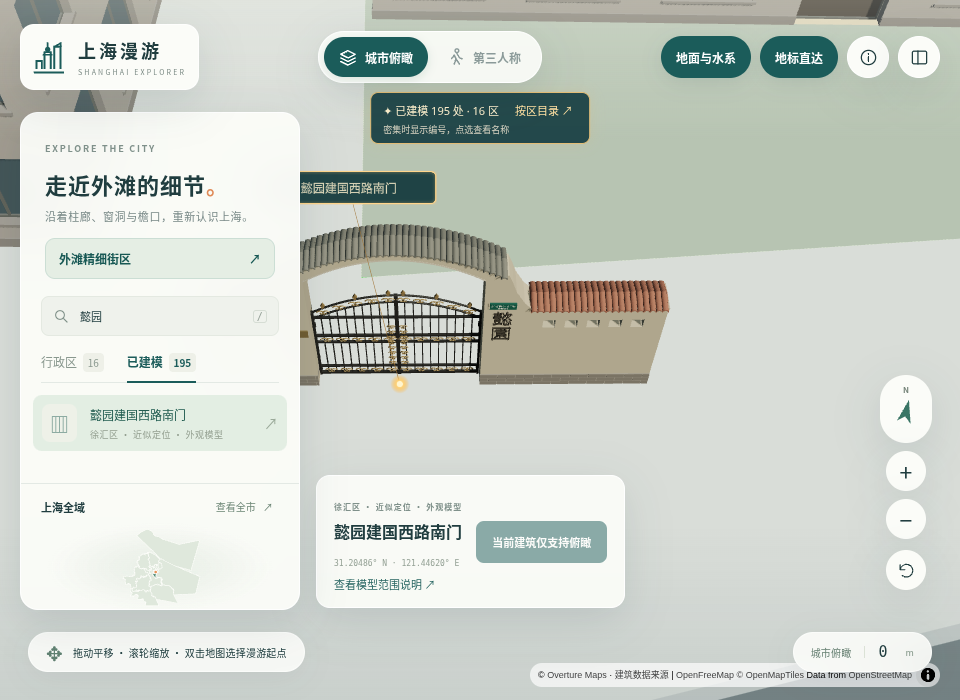 上海漫游
SHANGHAI EXPLORER
城市俯瞰
第三人称
地面与水系
地标直达
✦ 已建模 195 处 · 16 区 按区目录 ↗
密集时显示编号，点选查看名称
EXPLORE THE CITY
走近外滩的细节。
沿着柱廊、窗洞与檐口，重新认识上海。
外滩精细街区 ↗
懿园 /
行政区 16 已建模 195
懿园建国西路南门 ↗
徐汇区 · 近似定位 · 外观模型
上海全域 查看全市 ↗
懿园建国西路南门
懿園
徐汇区 · 近似定位 · 外观模型
懿园建国西路南门
当前建筑仅支持俯瞰
31.20486° N · 121.44620° E
查看模型范围说明 ↗
N
+
−
拖动平移 · 滚轮缩放 · 双击地图选择漫游起点
城市俯瞰 0 m
© Overture Maps · 建筑数据来源 | OpenFreeMap © OpenMapTiles Data from OpenStreetMap